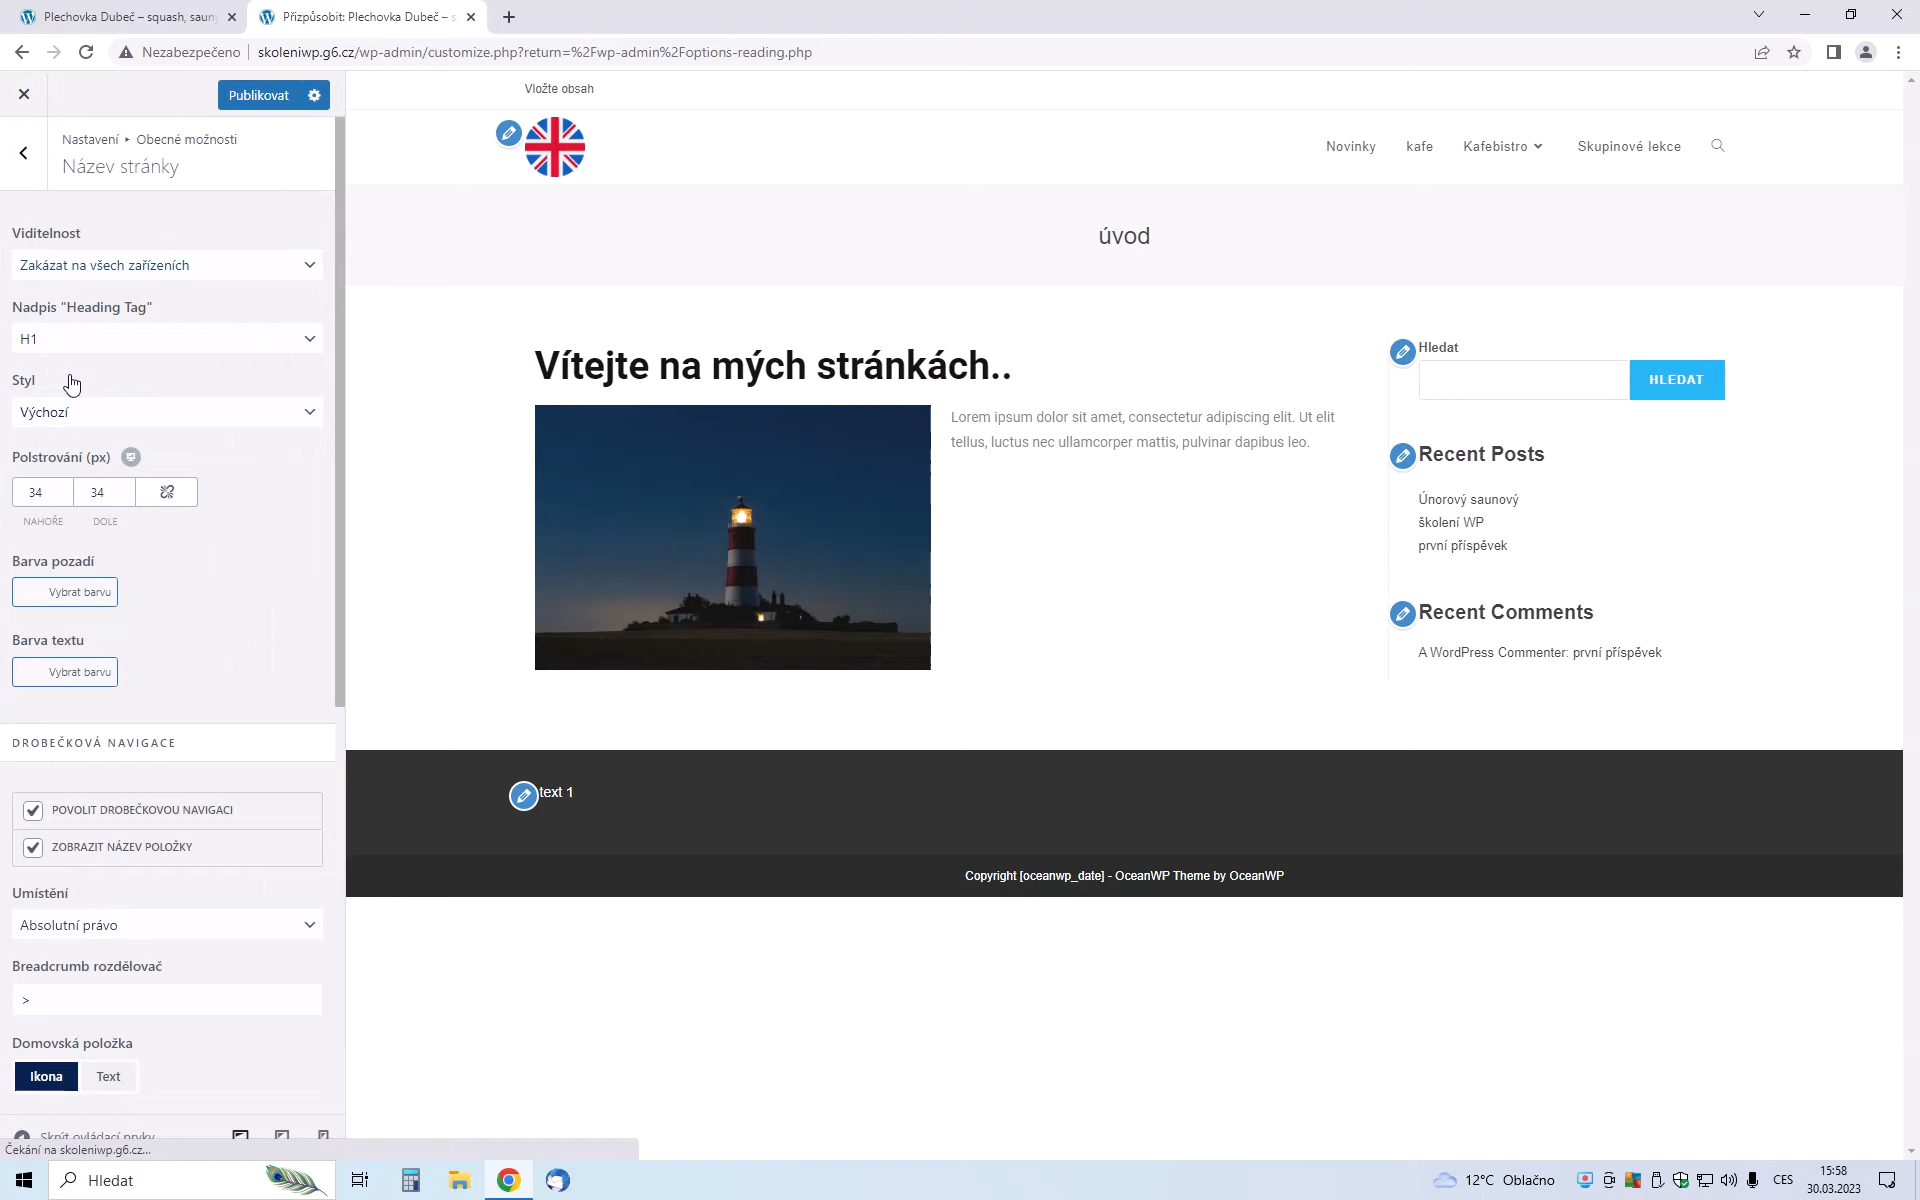 Plechovka Dubeč – squash, sauny
Přizpůsobit: Plechovka Dubeč – s
Nezabezpečeno
skoleniwp.g6.cz/wp-admin/customize.php?return=%2Fwp-admin%2Foptions-reading.php
Publikovat
Nastavení ▸ Obecné možnosti
Název stránky
Viditelnost
Zakázat na všech zařízeních
Nadpis "Heading Tag"
H1
Styl
Výchozí
Polstrování (px)
34 34
NAHOŘE DOLE
Barva pozadí
Vybrat barvu
Barva textu
Vybrat barvu
DROBEČKOVÁ NAVIGACE
POVOLIT DROBEČKOVOU NAVIGACI
ZOBRAZIT NÁZEV POLOŽKY
Umístění
Absolutní právo
Breadcrumb rozdělovač
>
Domovská položka
Ikona Text
Skrýt ovládací prvky
Čekání na skoleniwp.g6.cz...
Vložte obsah
Novinky kafe Kafebistro Skupinové lekce
úvod
Vítejte na mých stránkách..
Lorem ipsum dolor sit amet, consectetur adipiscing elit. Ut elit
tellus, luctus nec ullamcorper mattis, pulvinar dapibus leo.
Hledat
HLEDAT
Recent Posts
Únorový saunový
školení WP
první příspěvek
Recent Comments
A WordPress Commenter: první příspěvek
text 1
Copyright [oceanwp_date] - OceanWP Theme by OceanWP
Hledat
12°C Oblačno
CES
15:58
30.03.2023